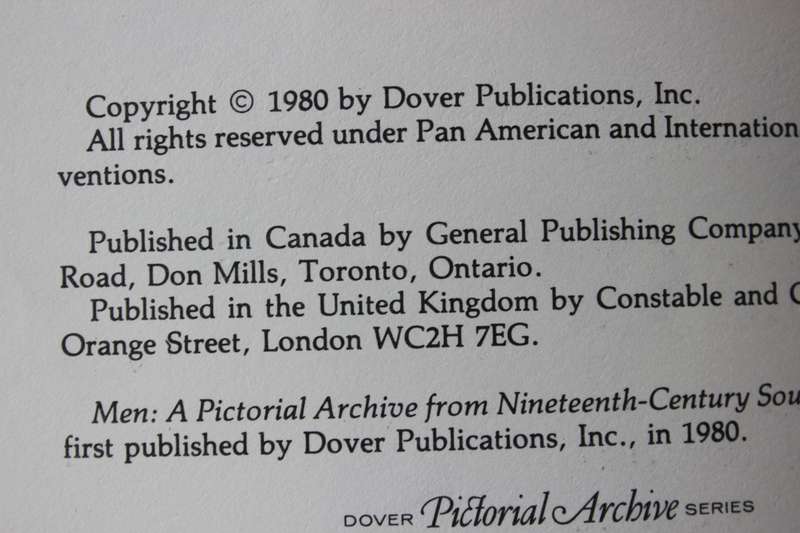 Copyright © 1980 by Dover Publications, Inc.
All rights reserved under Pan American and Internation
ventions.
Published in Canada by General Publishing Company
Road, Don Mills, Toronto, Ontario.
Published in the United Kingdom by Constable and C
Orange Street, London WC2H 7EG.
Men: A Pictorial Archive from Nineteenth-Century Sou
first published by Dover Publications, Inc., in 1980.
DOVER Pictorial Archive SERIES